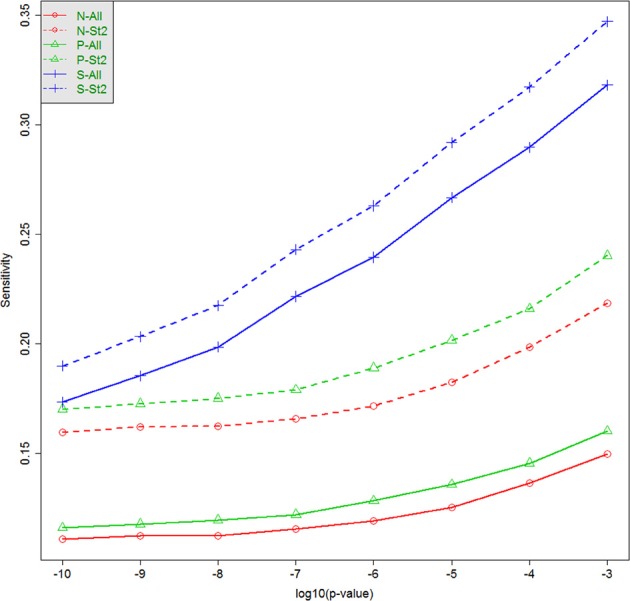 N-All
N-St2
P-All
P-St2
S-All
S-St2
0.35
0.30
0.25
0.20
0.15
Sensitivity
-10 -9 -8 -7 -6 -5 -4 -3
log10(p-value)